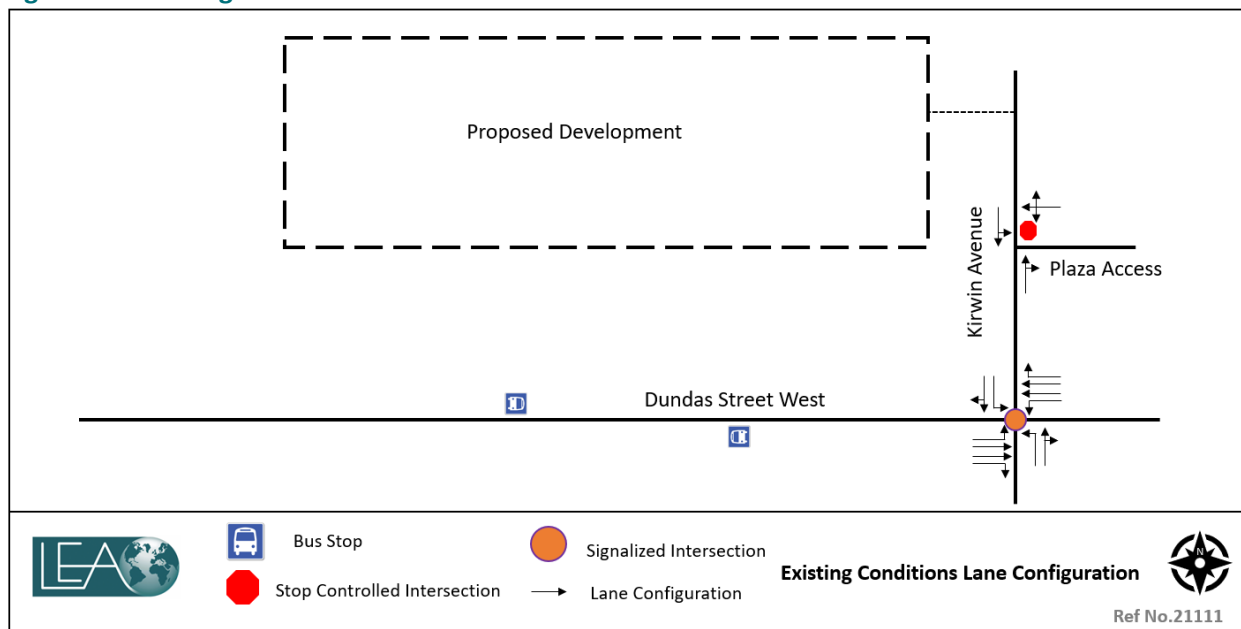 Proposed Development
Kirwin Avenue
Plaza Access
Dundas Street West
LEA
Bus Stop
Signalized Intersection
Stop Controlled Intersection
Lane Configuration
Existing Conditions Lane Configuration
N
Ref No.21111